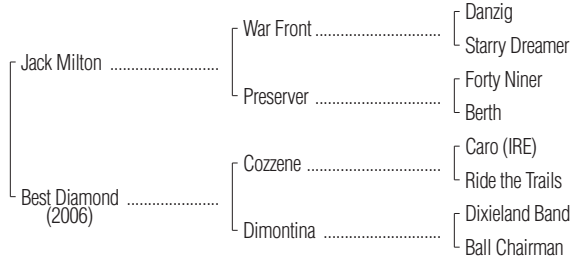 Danzig
War Front ......................
Starry Dreamer
Jack Milton ......................
Forty Niner
Preserver ......................
Berth
Caro (IRE)
Cozzene ......................
Ride the Trails
Best Diamond ......................
(2006)
Dixieland Band
Dimontina ......................
Ball Chairman